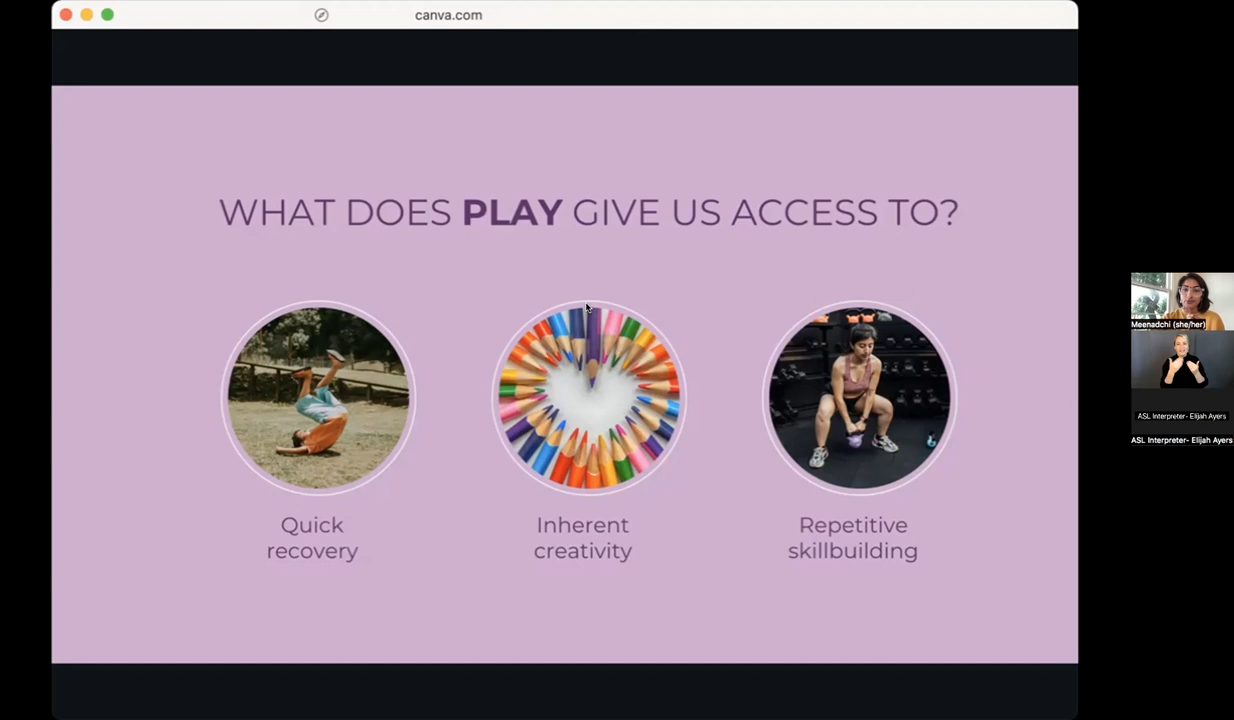 canva.com
WHAT DOES PLAY GIVE US ACCESS TO?
Quick
recovery
Inherent
creativity
Repetitive
skillbuilding
Meenadchi (she/her)
ASL Interpreter- Elijah Ayers
ASL Interpreter- Elijah Ayers